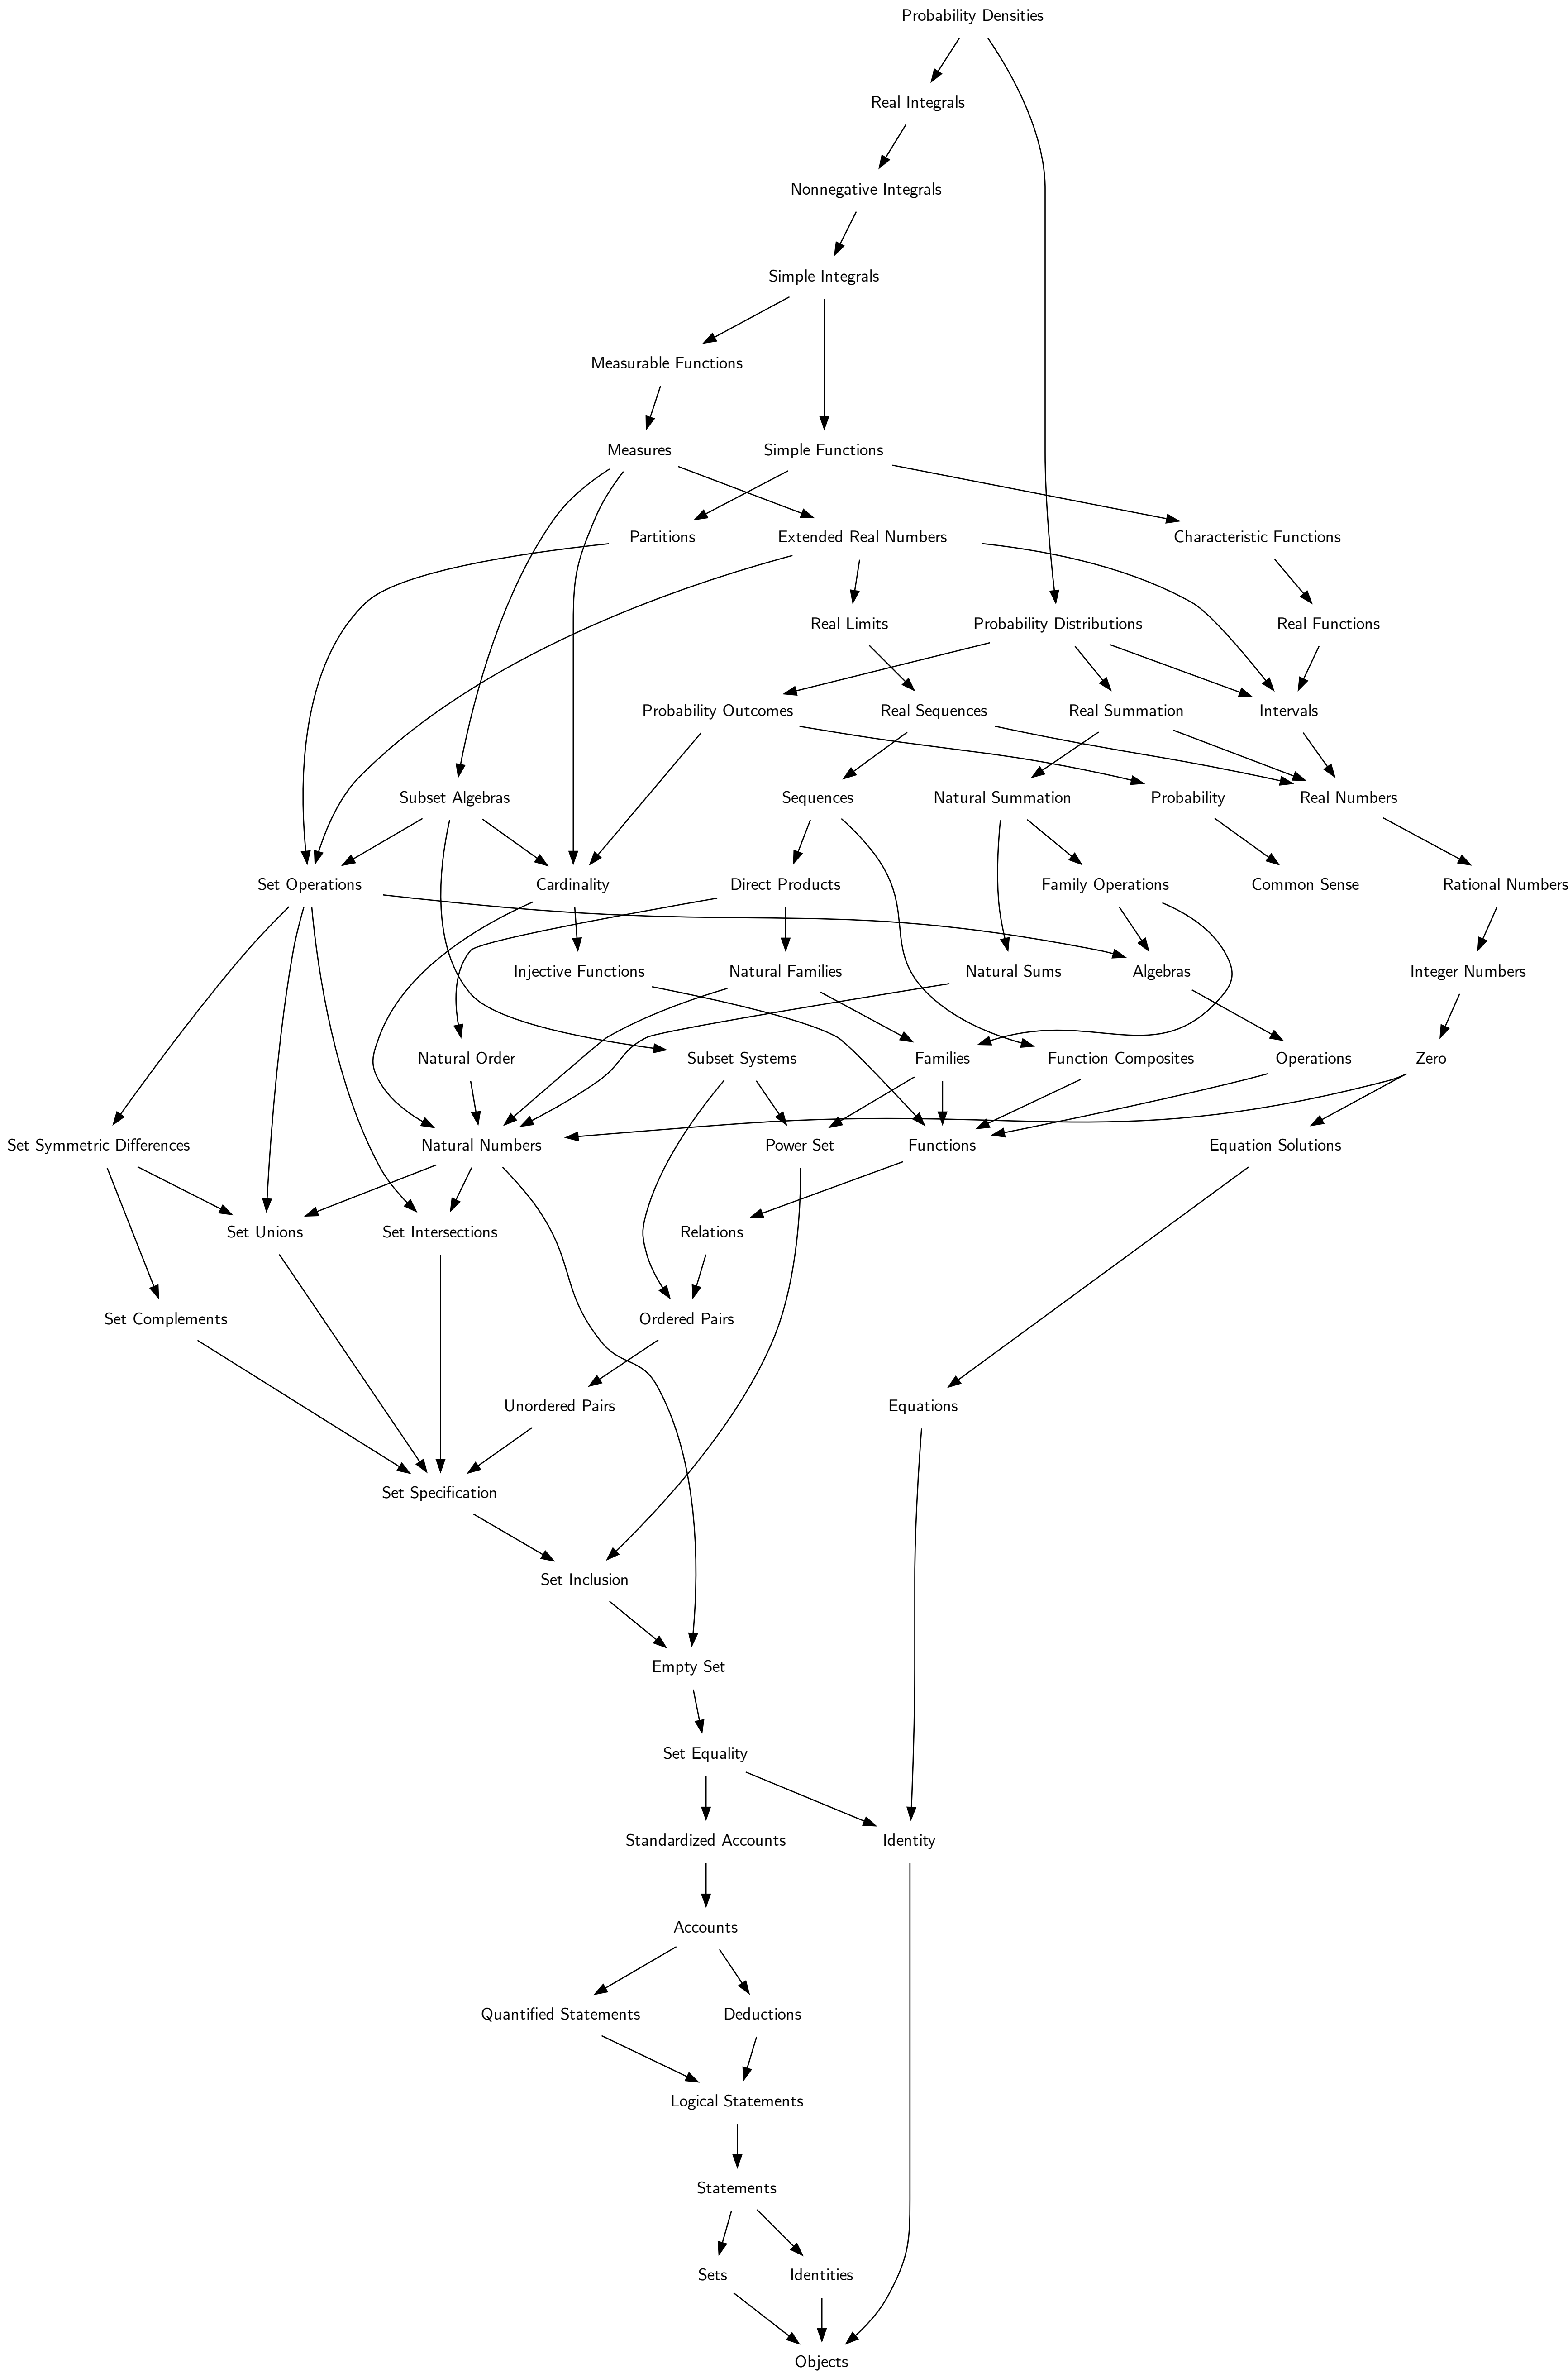 Probability Densities
Real Integrals
Nonnegative Integrals
Simple Integrals
Measurable Functions
Measures
Simple Functions
Partitions
Extended Real Numbers
Characteristic Functions
Real Limits
Probability Distributions
Real Functions
Probability Outcomes
Real Sequences
Real Summation
Intervals
Subset Algebras
Sequences
Natural Summation
Probability
Real Numbers
Set Operations
Cardinality
Direct Products
Family Operations
Common Sense
Rational Numbers
Injective Functions
Natural Families
Natural Sums
Algebras
Integer Numbers
Natural Order
Subset Systems
Families
Function Composites
Operations
Zero
Set Symmetric Differences
Natural Numbers
Power Set
Functions
Equation Solutions
Set Unions
Set Intersections
Relations
Set Complements
Ordered Pairs
Unordered Pairs
Equations
Set Specification
Set Inclusion
Empty Set
Set Equality
Standardized Accounts
Identity
Accounts
Quantified Statements
Deductions
Logical Statements
Statements
Sets
Identities
Objects